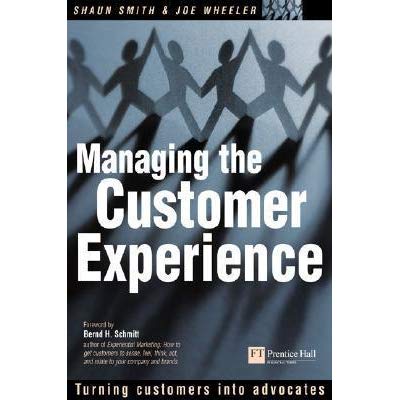 SHAUN SMITH & JOE WHEELER
Managing the
Customer
Experience
Foreword by
Bernd H. Schmitt
author of Experiential Marketing: How to
get customers to sense, feel, think, act,
and relate to your company and brands
FT
Prentice Hall
FINANCIAL TIMES
Turning customers into advocates